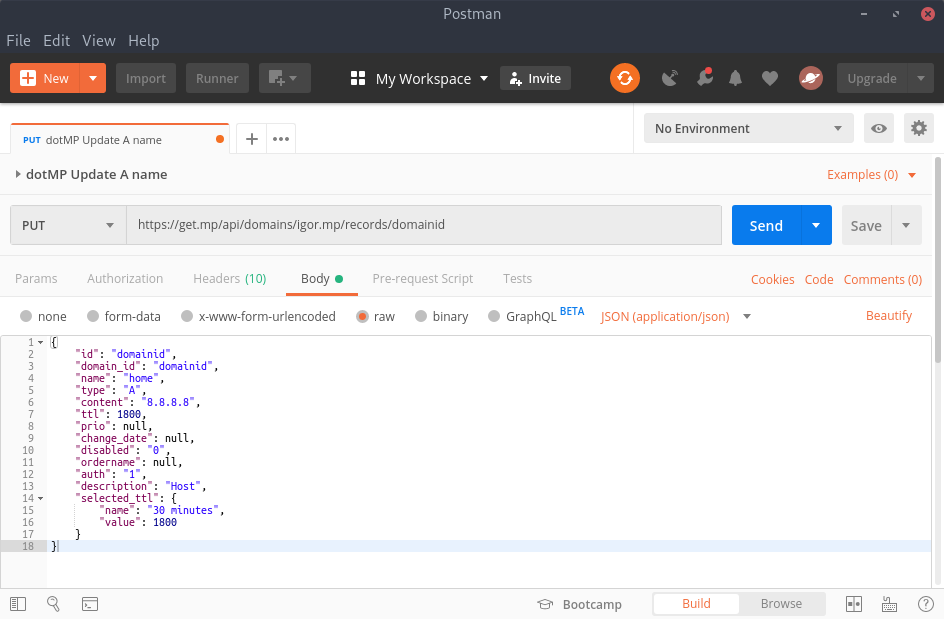 Postman
File Edit View Help
New Import Runner My Workspace Invite Upgrade
PUT dotMP Update A name
No Environment
dotMP Update A name
Examples (0)
PUT https://get.mp/api/domains/igor.mp/records/domainid Send Save
Params Authorization Headers (10) Body Pre-request Script Tests Cookies Code Comments (0)
none form-data x-www-form-urlencoded raw binary GraphQL BETA JSON (application/json) Beautify
1 {
2 "id": "domainid",
3 "domain_id": "domainid",
4 "name": "home",
5 "type": "A",
6 "content": "8.8.8.8",
7 "ttl": 1800,
8 "prio": null,
9 "change_date": null,
10 "disabled": "0",
11 "ordername": null,
12 "auth": "1",
13 "description": "Host",
14 "selected_ttl": {
15 "name": "30 minutes",
16 "value": 1800
17 }
18 }
Bootcamp Build Browse